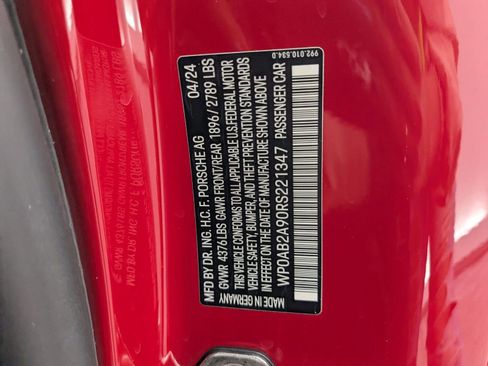 MFD BY DR. ING. H.C. F. PORSCHE AG 04/24
GVWR 4376 LBS GAWR FRONT/REAR 1896/2789 LBS
THIS VEHICLE CONFORMS TO ALL APPLICABLE U.S. FEDERAL MOTOR
VEHICLE SAFETY, BUMPER, AND THEFT PREVENTION STANDARDS
IN EFFECT ON THE DATE OF MANUFACTURE SHOWN ABOVE
WP0AB2A90RS221347 PASSENGER CAR
MADE IN GERMANY
992.010.534.0